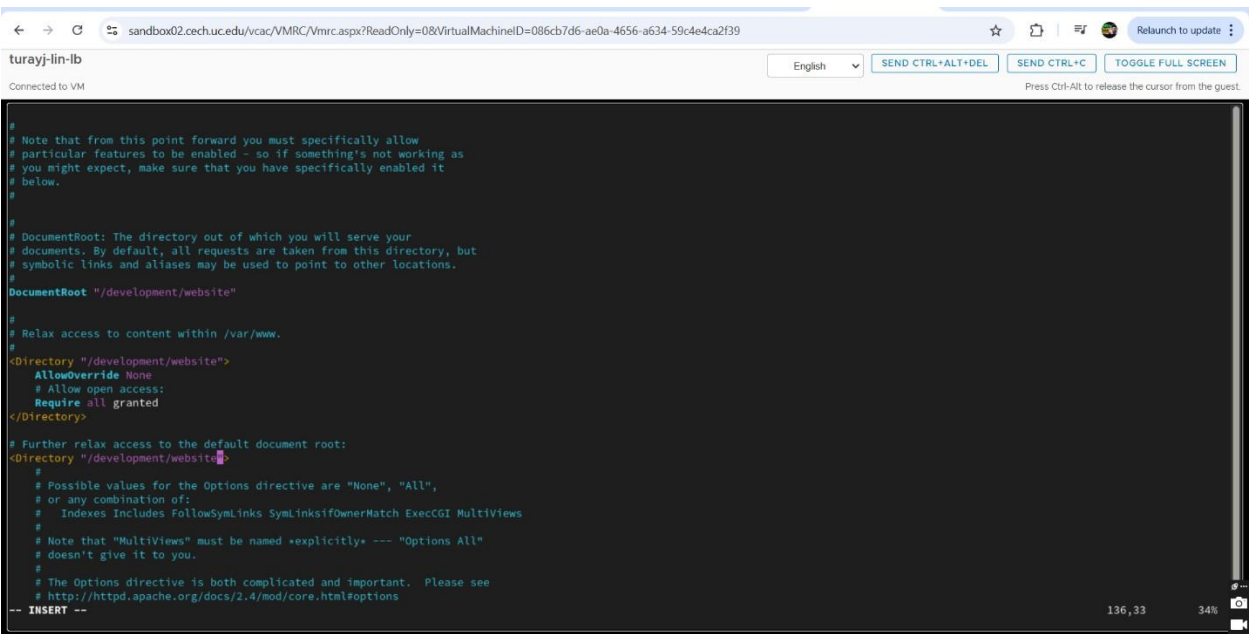 sandbox02.cech.uc.edu/vcac/VMRC/Vmrc.aspx?ReadOnly=0&VirtualMachineID=086cb7d6-ae0a-4656-a634-59c4e4ca2f39
Relaunch to update
turayj-lin-lb
English
SEND CTRL+ALT+DEL
SEND CTRL+C
TOGGLE FULL SCREEN
Connected to VM
Press Ctrl-Alt to release the cursor from the guest.
#
# Note that from this point forward you must specifically allow
# particular features to be enabled - so if something's not working as
# you might expect, make sure that you have specifically enabled it
# below.
#
#
# DocumentRoot: The directory out of which you will serve your
# documents. By default, all requests are taken from this directory, but
# symbolic links and aliases may be used to point to other locations.
#
DocumentRoot "/development/website"
#
# Relax access to content within /var/www.
#
<Directory "/development/website">
    AllowOverride None
    # Allow open access:
    Require all granted
</Directory>
# Further relax access to the default document root:
<Directory "/development/website">
    #
    # Possible values for the Options directive are "None", "All",
    # or any combination of:
    #   Indexes Includes FollowSymLinks SymLinksifOwnerMatch ExecCGI MultiViews
    #
    # Note that "MultiViews" must be named *explicitly* --- "Options All"
    # doesn't give it to you.
    #
    # The Options directive is both complicated and important.  Please see
    # http://httpd.apache.org/docs/2.4/mod/core.html#options
-- INSERT --
136,33
34%